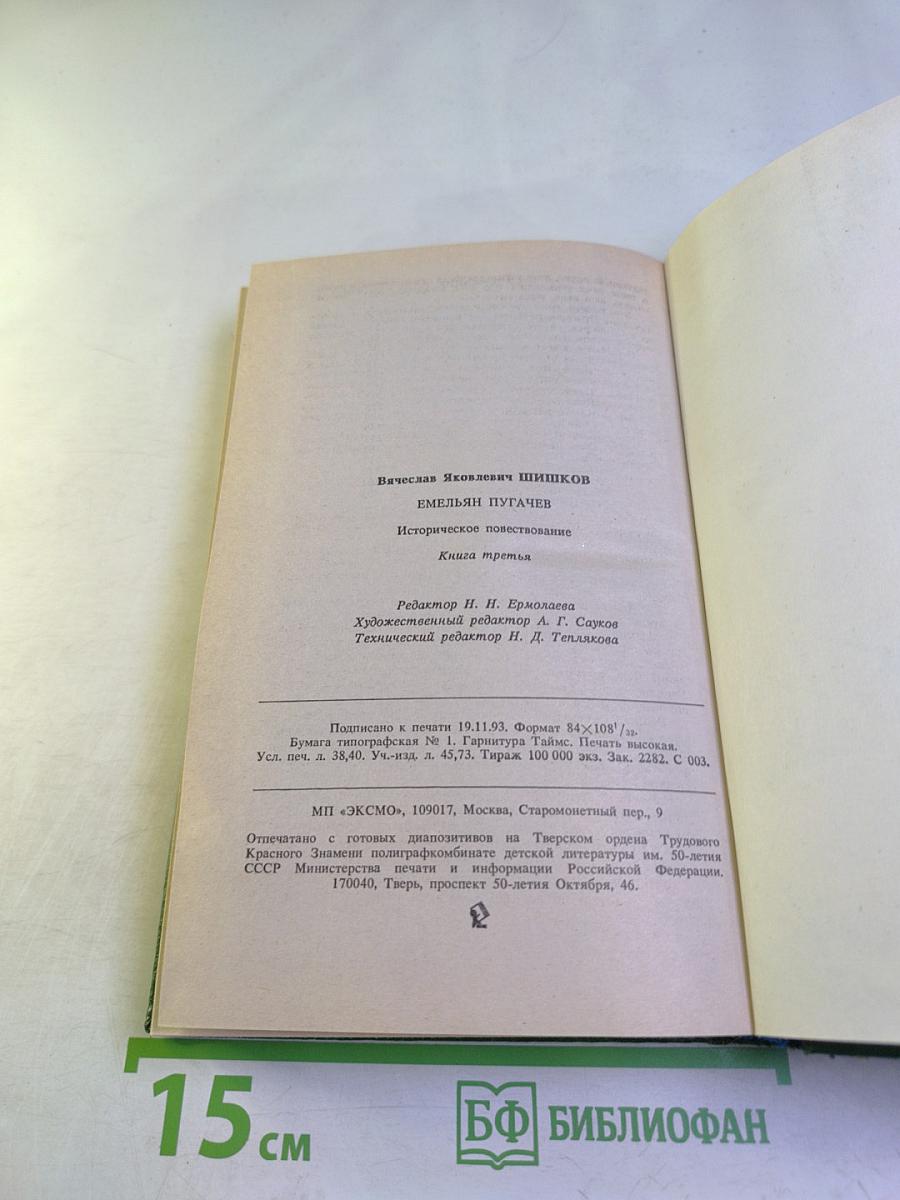 Вячеслав Яковлевич ШИШКОВ
ЕМЕЛЬЯН ПУГАЧЕВ
Историческое повествование
Книга третья
Редактор Н. Н. Ермолаева
Художественный редактор А. Г. Сауков
Технический редактор Н. Д. Теплякова
Подписано к печати 19.11.93. Формат 84×108¹/₃₂.
Бумага типографская № 1. Гарнитура Таймс. Печать высокая.
Усл. печ. л. 38,40. Уч.-изд. л. 45,73. Тираж 100 000 экз. Зак. 2282. С 003.
МП «ЭКСМО», 109017, Москва, Старомонетный пер., 9
Отпечатано с готовых диапозитивов на Тверском ордена Трудового
Красного Знамени полиграфкомбинате детской литературы им. 50-летия
СССР Министерства печати и информации Российской Федерации.
170040, Тверь, проспект 50-летия Октября, 46.
15 см
БФ БИБЛИОФАН